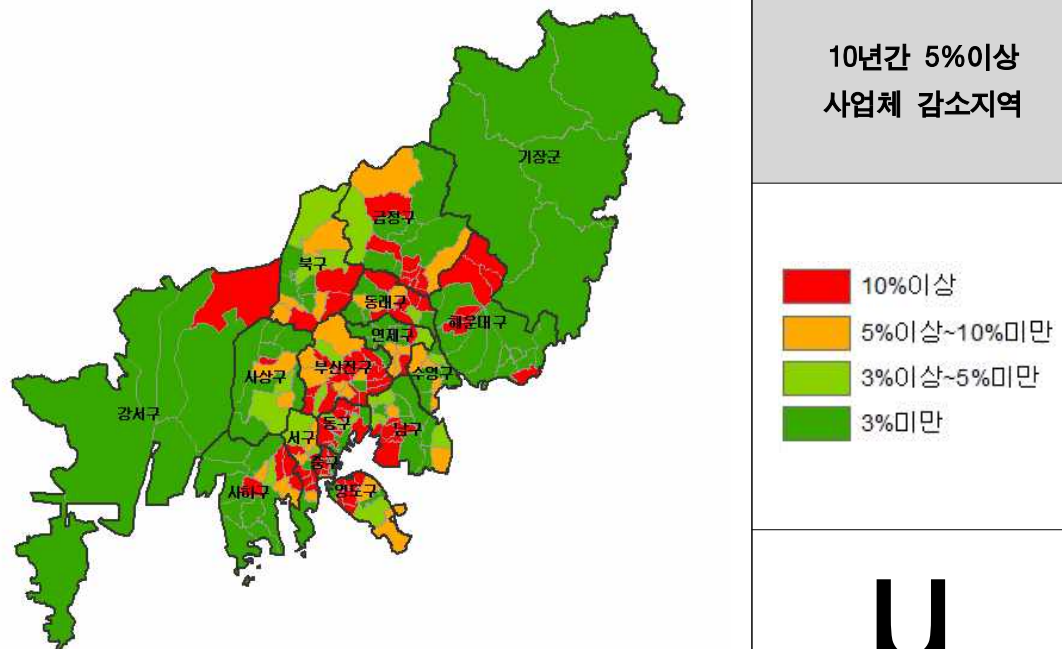 10년간 5%이상
사업체 감소지역
기장군
금정구
북구
동래구
해운대구
연제구
부산진구
수영구
사상구
강서구
동구
남구
서구
중구
사하구
영도구
10%이상
5%이상~10%미만
3%이상~5%미만
3%미만
U